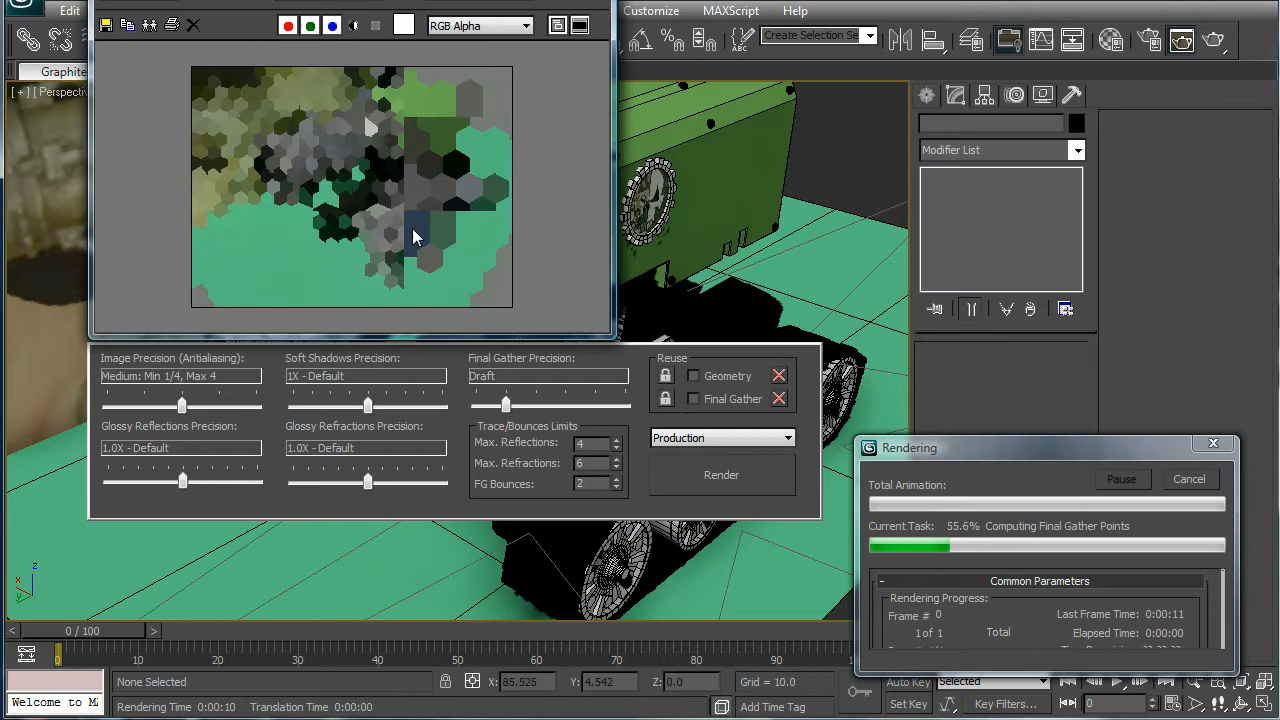 Edit
Customize
MAXScript
Help
RGB Alpha
Create Selection Se
Graphite
[ + ] [ Perspectiv
Modifier List
Image Precision (Antialiasing):
Medium: Min 1/4, Max 4
Soft Shadows Precision:
1X - Default
Final Gather Precision:
Draft
Reuse
Geometry
Final Gather
Glossy Reflections Precision:
1.0X - Default
Glossy Refractions Precision:
1.0X - Default
Trace/Bounces Limits
Max. Reflections: 4
Max. Refractions: 6
FG Bounces: 2
Production
Render
Rendering
Total Animation:
Pause
Cancel
Current Task: 55.6% Computing Final Gather Points
- Common Parameters
Rendering Progress:
Frame # 0
Last Frame Time: 0:00:11
1 of 1 Total
Elapsed Time: 0:00:00
z
x
y
< 0 / 100 >
0 10 20 30 40 50 60 70 80 90
None Selected
X: 85.525
Y: 4.542
Z: 0.0
Grid = 10.0
Auto Key
Selected
Welcome to M
Rendering Time 0:00:10
Translation Time 0:00:00
Add Time Tag
Set Key
Key Filters...
0